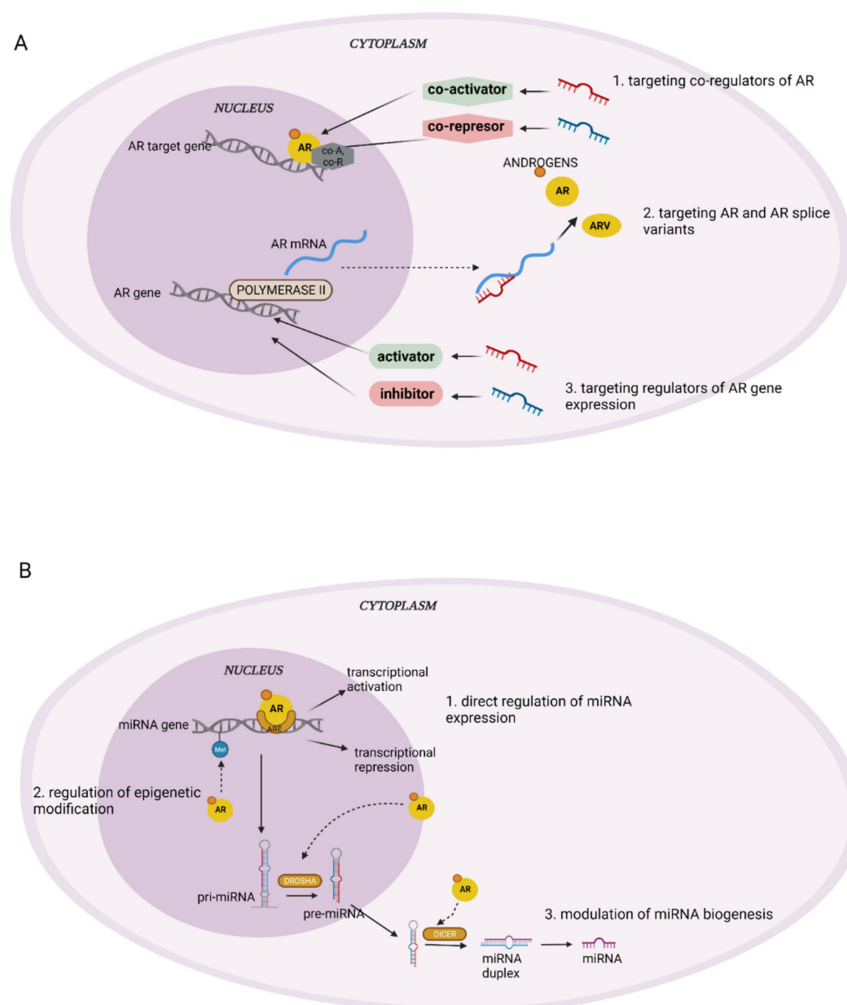 A
CYTOPLASM
NUCLEUS
co-activator
1. targeting co-regulators of AR
AR target gene
AR
co-A,
co-R
co-represor
ANDROGENS
AR
ARV
2. targeting AR and AR splice
variants
AR mRNA
AR gene
POLYMERASE II
activator
inhibitor
3. targeting regulators of AR gene
expression
B
CYTOPLASM
NUCLEUS
transcriptional
activation
AR
ARE
miRNA gene
1. direct regulation of miRNA
expression
Met
transcriptional
repression
2. regulation of epigenetic
modification
AR
AR
pri-miRNA
DROSHA
pre-miRNA
AR
DICER
3. modulation of miRNA biogenesis
miRNA
duplex
miRNA